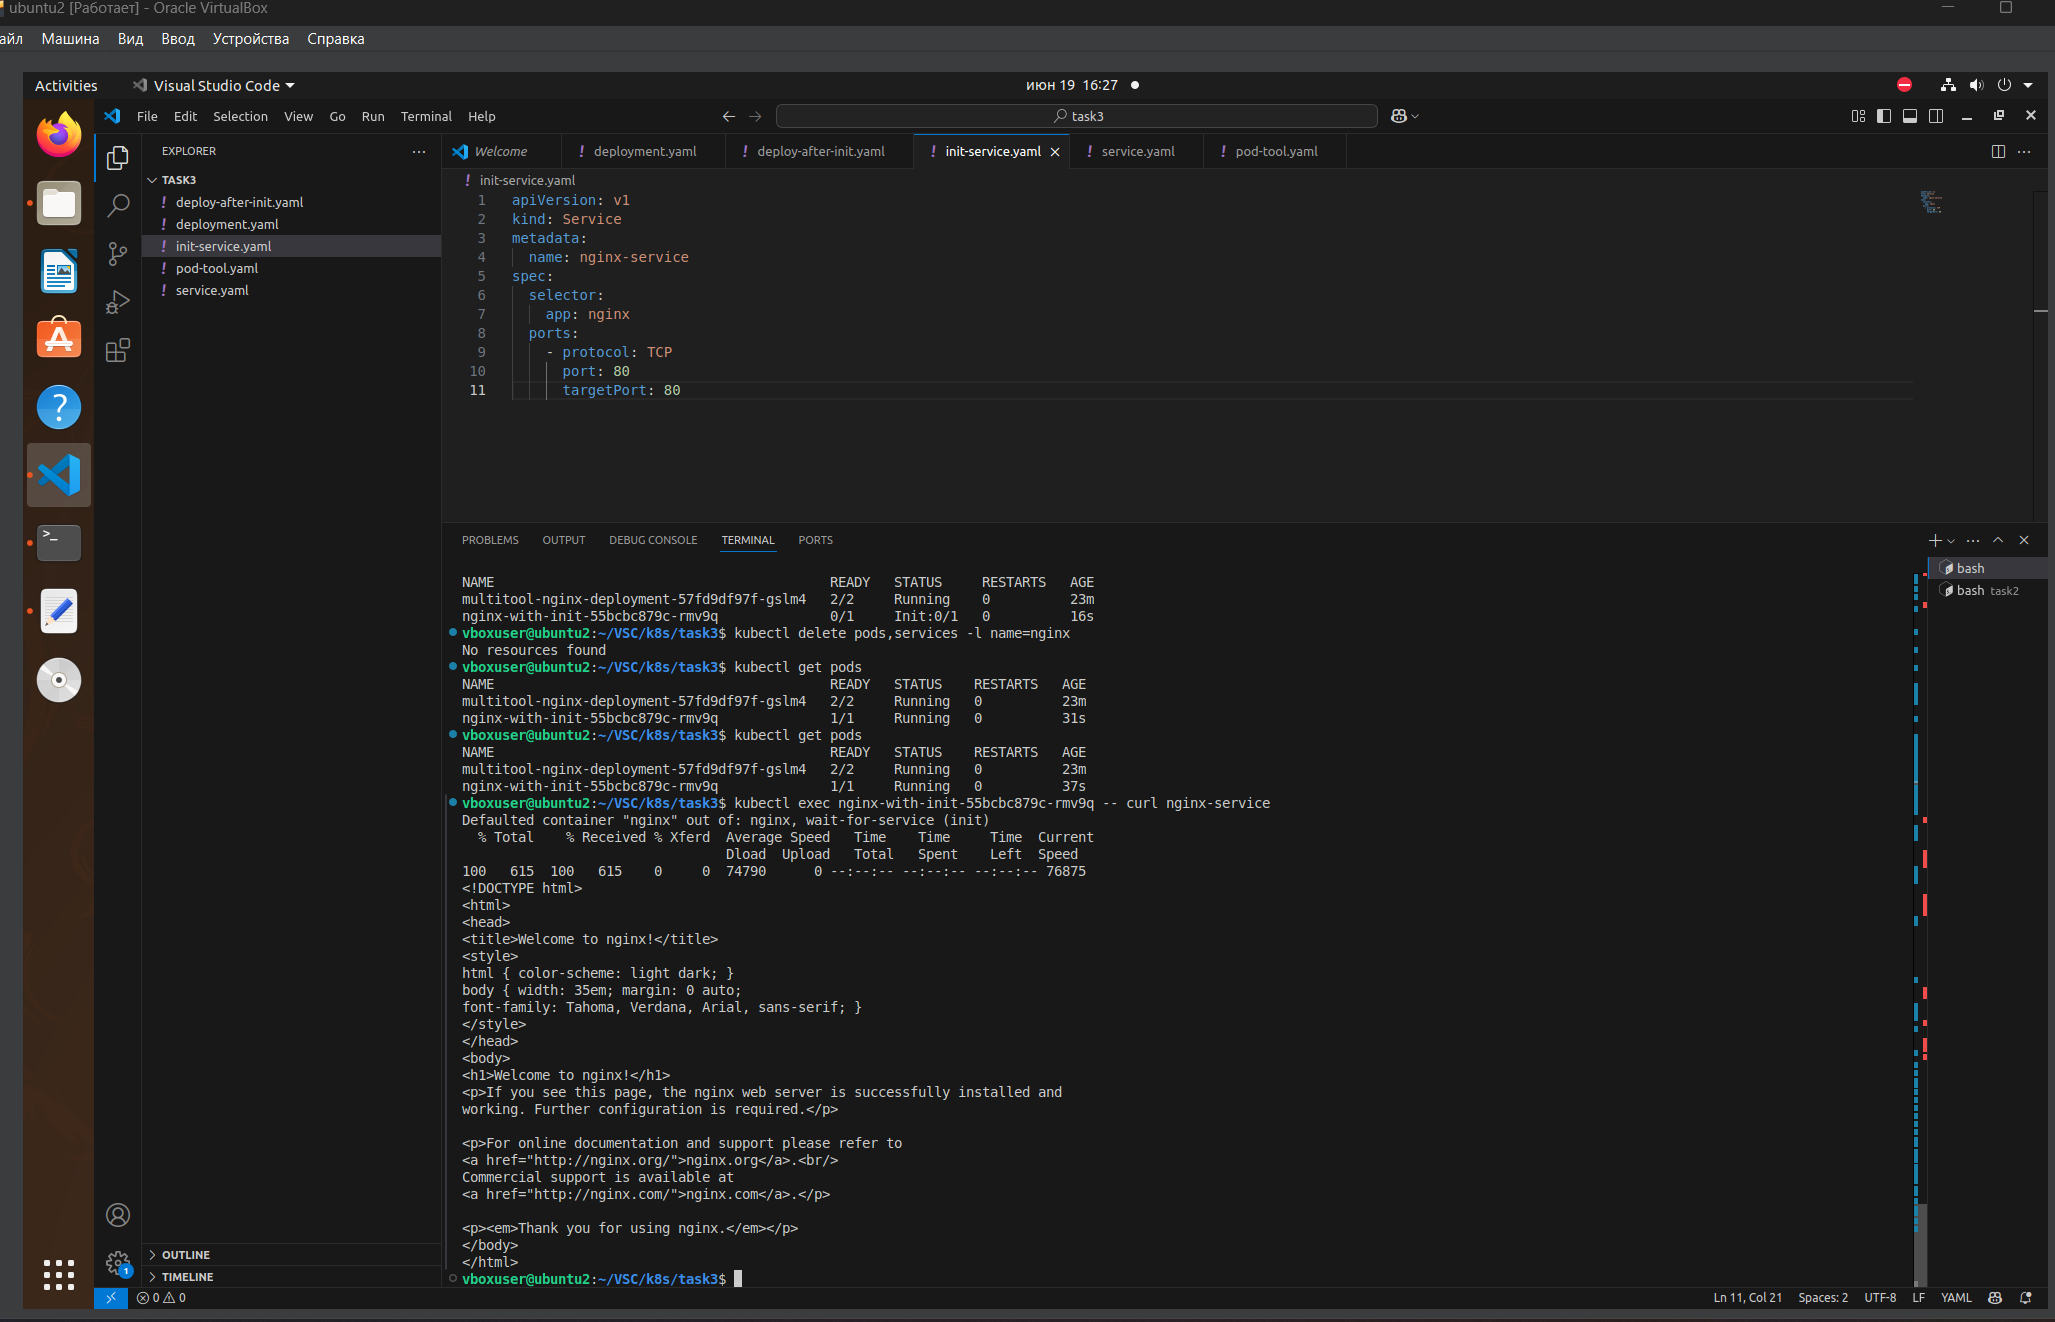 ubuntu2 [Работает] - Oracle VirtualBox
айл Машина Вид Ввод Устройства Справка
Activities Visual Studio Code июн 19 16:27
File Edit Selection View Go Run Terminal Help task3
EXPLORER
TASK3
! deploy-after-init.yaml
! deployment.yaml
! init-service.yaml
! pod-tool.yaml
! service.yaml
OUTLINE
TIMELINE
Welcome ! deployment.yaml ! deploy-after-init.yaml ! init-service.yaml ! service.yaml ! pod-tool.yaml
! init-service.yaml
1 apiVersion: v1
2 kind: Service
3 metadata:
4 name: nginx-service
5 spec:
6 selector:
7 app: nginx
8 ports:
9 - protocol: TCP
10 port: 80
11 targetPort: 80
PROBLEMS OUTPUT DEBUG CONSOLE TERMINAL PORTS
bash
bash task2
NAME READY STATUS RESTARTS AGE
multitool-nginx-deployment-57fd9df97f-gslm4 2/2 Running 0 23m
nginx-with-init-55bcbc879c-rmv9q 0/1 Init:0/1 0 16s
vboxuser@ubuntu2:~/VSC/k8s/task3$ kubectl delete pods,services -l name=nginx
No resources found
vboxuser@ubuntu2:~/VSC/k8s/task3$ kubectl get pods
NAME READY STATUS RESTARTS AGE
multitool-nginx-deployment-57fd9df97f-gslm4 2/2 Running 0 23m
nginx-with-init-55bcbc879c-rmv9q 1/1 Running 0 31s
vboxuser@ubuntu2:~/VSC/k8s/task3$ kubectl get pods
NAME READY STATUS RESTARTS AGE
multitool-nginx-deployment-57fd9df97f-gslm4 2/2 Running 0 23m
nginx-with-init-55bcbc879c-rmv9q 1/1 Running 0 37s
vboxuser@ubuntu2:~/VSC/k8s/task3$ kubectl exec nginx-with-init-55bcbc879c-rmv9q -- curl nginx-service
Defaulted container "nginx" out of: nginx, wait-for-service (init)
% Total % Received % Xferd Average Speed Time Time Time Current
Dload Upload Total Spent Left Speed
100 615 100 615 0 0 74790 0 --:--:-- --:--:-- --:--:-- 76875
<!DOCTYPE html>
<html>
<head>
<title>Welcome to nginx!</title>
<style>
html { color-scheme: light dark; }
body { width: 35em; margin: 0 auto;
font-family: Tahoma, Verdana, Arial, sans-serif; }
</style>
</head>
<body>
<h1>Welcome to nginx!</h1>
<p>If you see this page, the nginx web server is successfully installed and
working. Further configuration is required.</p>
<p>For online documentation and support please refer to
<a href="http://nginx.org/">nginx.org</a>.<br/>
Commercial support is available at
<a href="http://nginx.com/">nginx.com</a>.</p>
<p><em>Thank you for using nginx.</em></p>
</body>
</html>
vboxuser@ubuntu2:~/VSC/k8s/task3$
1
0 0 Ln 11, Col 21 Spaces: 2 UTF-8 LF YAML